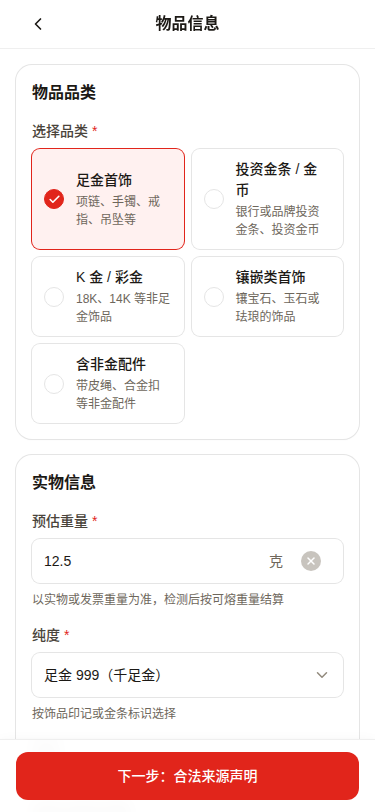 物品信息
物品品类
选择品类 *
足金首饰
项链、手镯、戒
指、吊坠等
投资金条 / 金
币
银行或品牌投资
金条、投资金币
K 金 / 彩金
18K、14K 等非足
金饰品
镶嵌类首饰
镶宝石、玉石或
珐琅的饰品
含非金配件
带皮绳、合金扣
等非金配件
实物信息
预估重量 *
12.5 克
以实物或发票重量为准，检测后按可熔重量结算
纯度 *
足金 999（千足金）
按饰品印记或金条标识选择
下一步：合法来源声明